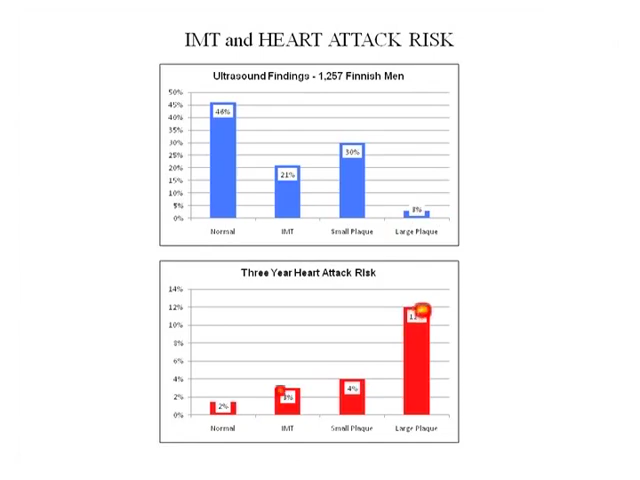 IMT and HEART ATTACK RISK
Ultrasound Findings - 1,257 Finnish Men
50%
45%
40%
35%
30%
25%
20%
15%
10%
5%
0%
46%
21%
30%
Normal
IMT
Small Plaque
Large Plaque
Three Year Heart Attack Risk
14%
12%
10%
8%
6%
4%
2%
0%
2%
4%
Normal
IMT
Small Plaque
Large Plaque